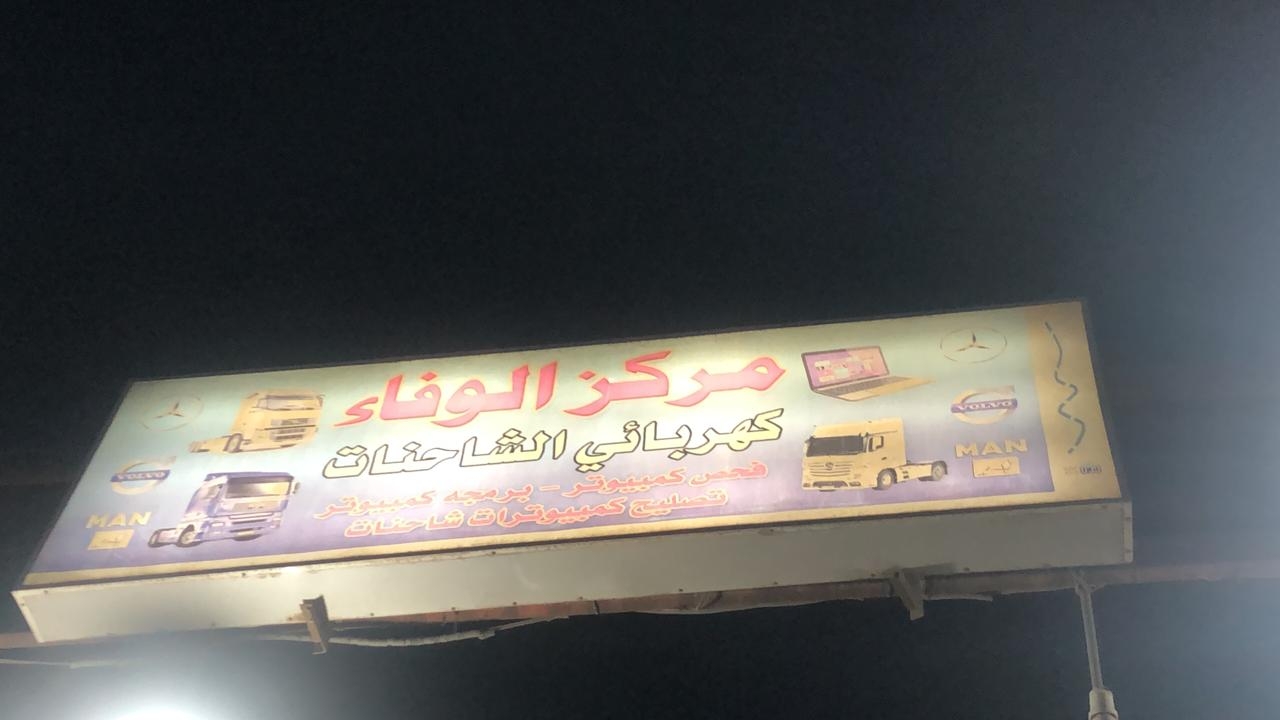 مركز الوفاء
كهربائي الشاحنات
فحص كمبيوتر - برمجه كمبيوتر
تصليح كمبيوترات شاحنات
VOLVO
MAN
VOLVO
MAN